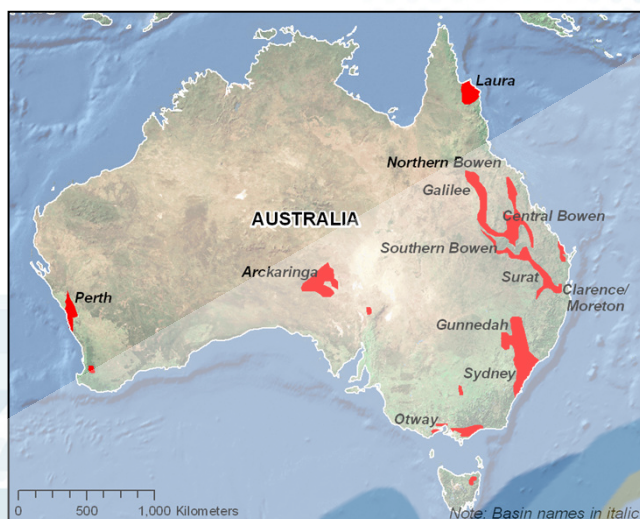 Laura
Northern Bowen
Galilee
AUSTRALIA
Central Bowen
Southern Bowen
Arckaringa
Surat
Perth
Clarence/
Moreton
Gunnedah
Sydney
Otway
0 500 1,000 Kilometers
Note: Basin names in italic